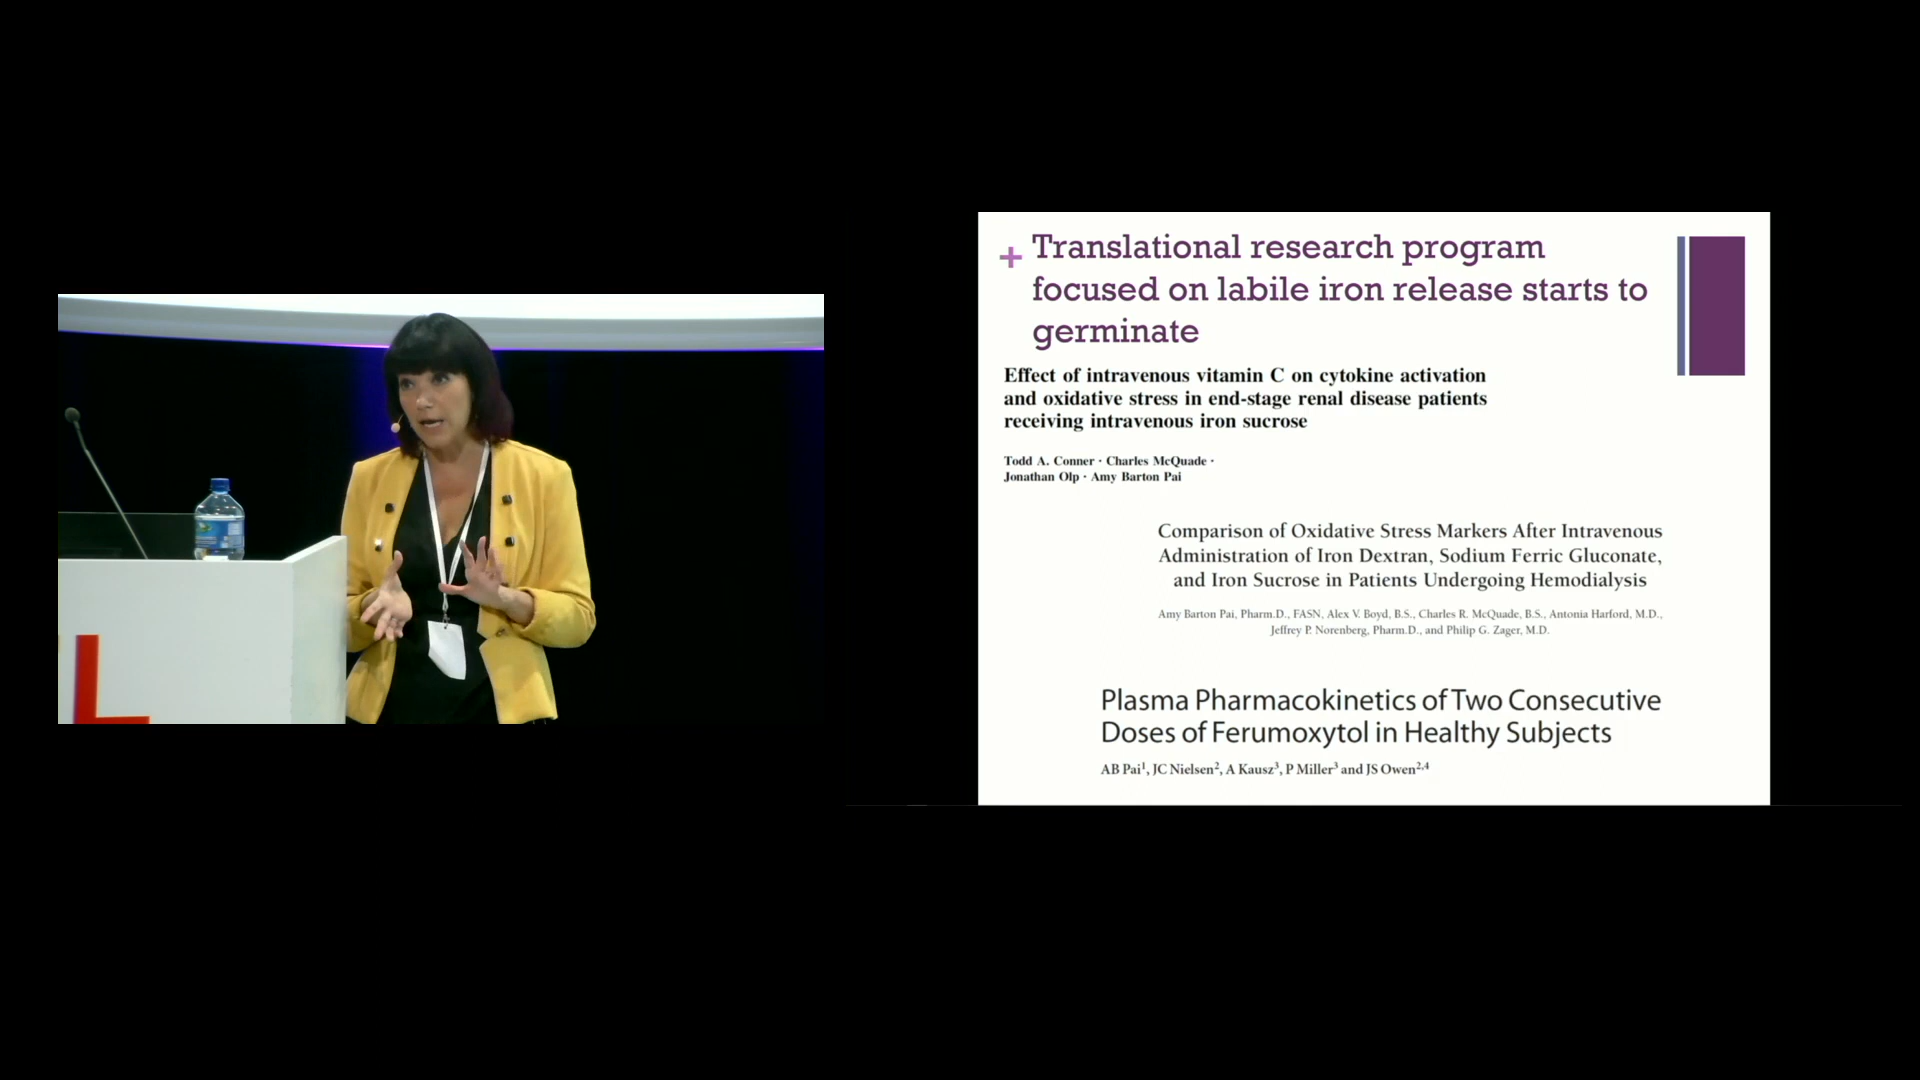 + Translational research program
focused on labile iron release starts to
germinate
Effect of intravenous vitamin C on cytokine activation
and oxidative stress in end-stage renal disease patients
receiving intravenous iron sucrose
Todd A. Conner · Charles McQuade ·
Jonathan Olp · Amy Barton Pai
Comparison of Oxidative Stress Markers After Intravenous
Administration of Iron Dextran, Sodium Ferric Gluconate,
and Iron Sucrose in Patients Undergoing Hemodialysis
Amy Barton Pai, Pharm.D., FASN, Alex V. Boyd, B.S., Charles R. McQuade, B.S., Antonia Harford, M.D.,
Jeffrey P. Norenberg, Pharm.D., and Philip G. Zager, M.D.
Plasma Pharmacokinetics of Two Consecutive
Doses of Ferumoxytol in Healthy Subjects
AB Pai¹, JC Nielsen², A Kausz³, P Miller³ and JS Owen²,⁴